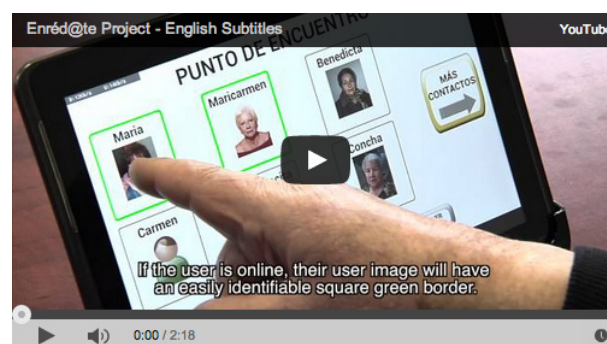 Enréd@te Project - English Subtitles
YouTube
PUNTO DE ENCUENTRO
Maria
Maricarmen
Benedicta
MÁS
CONTACTOS
Carmen
Concha
If the user is online, their user image will have
an easily identifiable square green border.
0:00 / 2:18